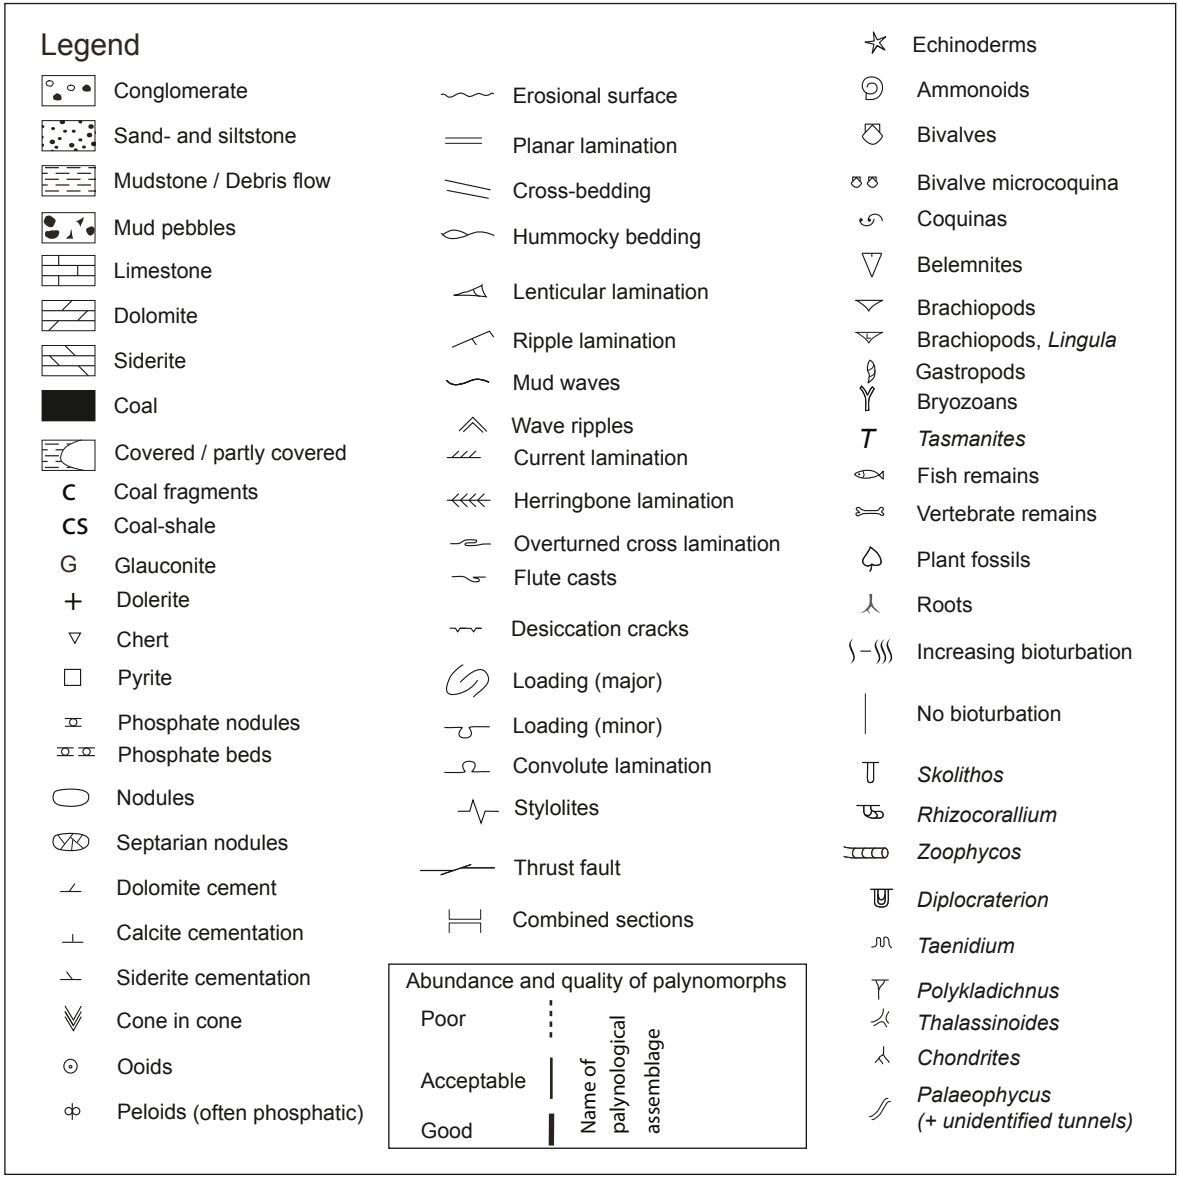 Legend
Conglomerate
Sand- and siltstone
Mudstone / Debris flow
Mud pebbles
Limestone
Dolomite
Siderite
Coal
Covered / partly covered
C Coal fragments
CS Coal-shale
G Glauconite
Dolerite
Chert
Pyrite
Phosphate nodules
Phosphate beds
Nodules
Septarian nodules
Dolomite cement
Calcite cementation
Siderite cementation
Cone in cone
Ooids
Peloids (often phosphatic)
Erosional surface
Planar lamination
Cross-bedding
Hummocky bedding
Lenticular lamination
Ripple lamination
Mud waves
Wave ripples
Current lamination
Herringbone lamination
Overturned cross lamination
Flute casts
Desiccation cracks
Loading (major)
Loading (minor)
Convolute lamination
Stylolites
Thrust fault
Combined sections
Abundance and quality of palynomorphs
Poor
Acceptable
Good
Name of
palynological
assemblage
Echinoderms
Ammonoids
Bivalves
Bivalve microcoquina
Coquinas
Belemnites
Brachiopods
Brachiopods, Lingula
Gastropods
Bryozoans
T Tasmanites
Fish remains
Vertebrate remains
Plant fossils
Roots
Increasing bioturbation
No bioturbation
Skolithos
Rhizocorallium
Zoophycos
Diplocraterion
Taenidium
Polykladichnus
Thalassinoides
Chondrites
Palaeophycus
(+ unidentified tunnels)